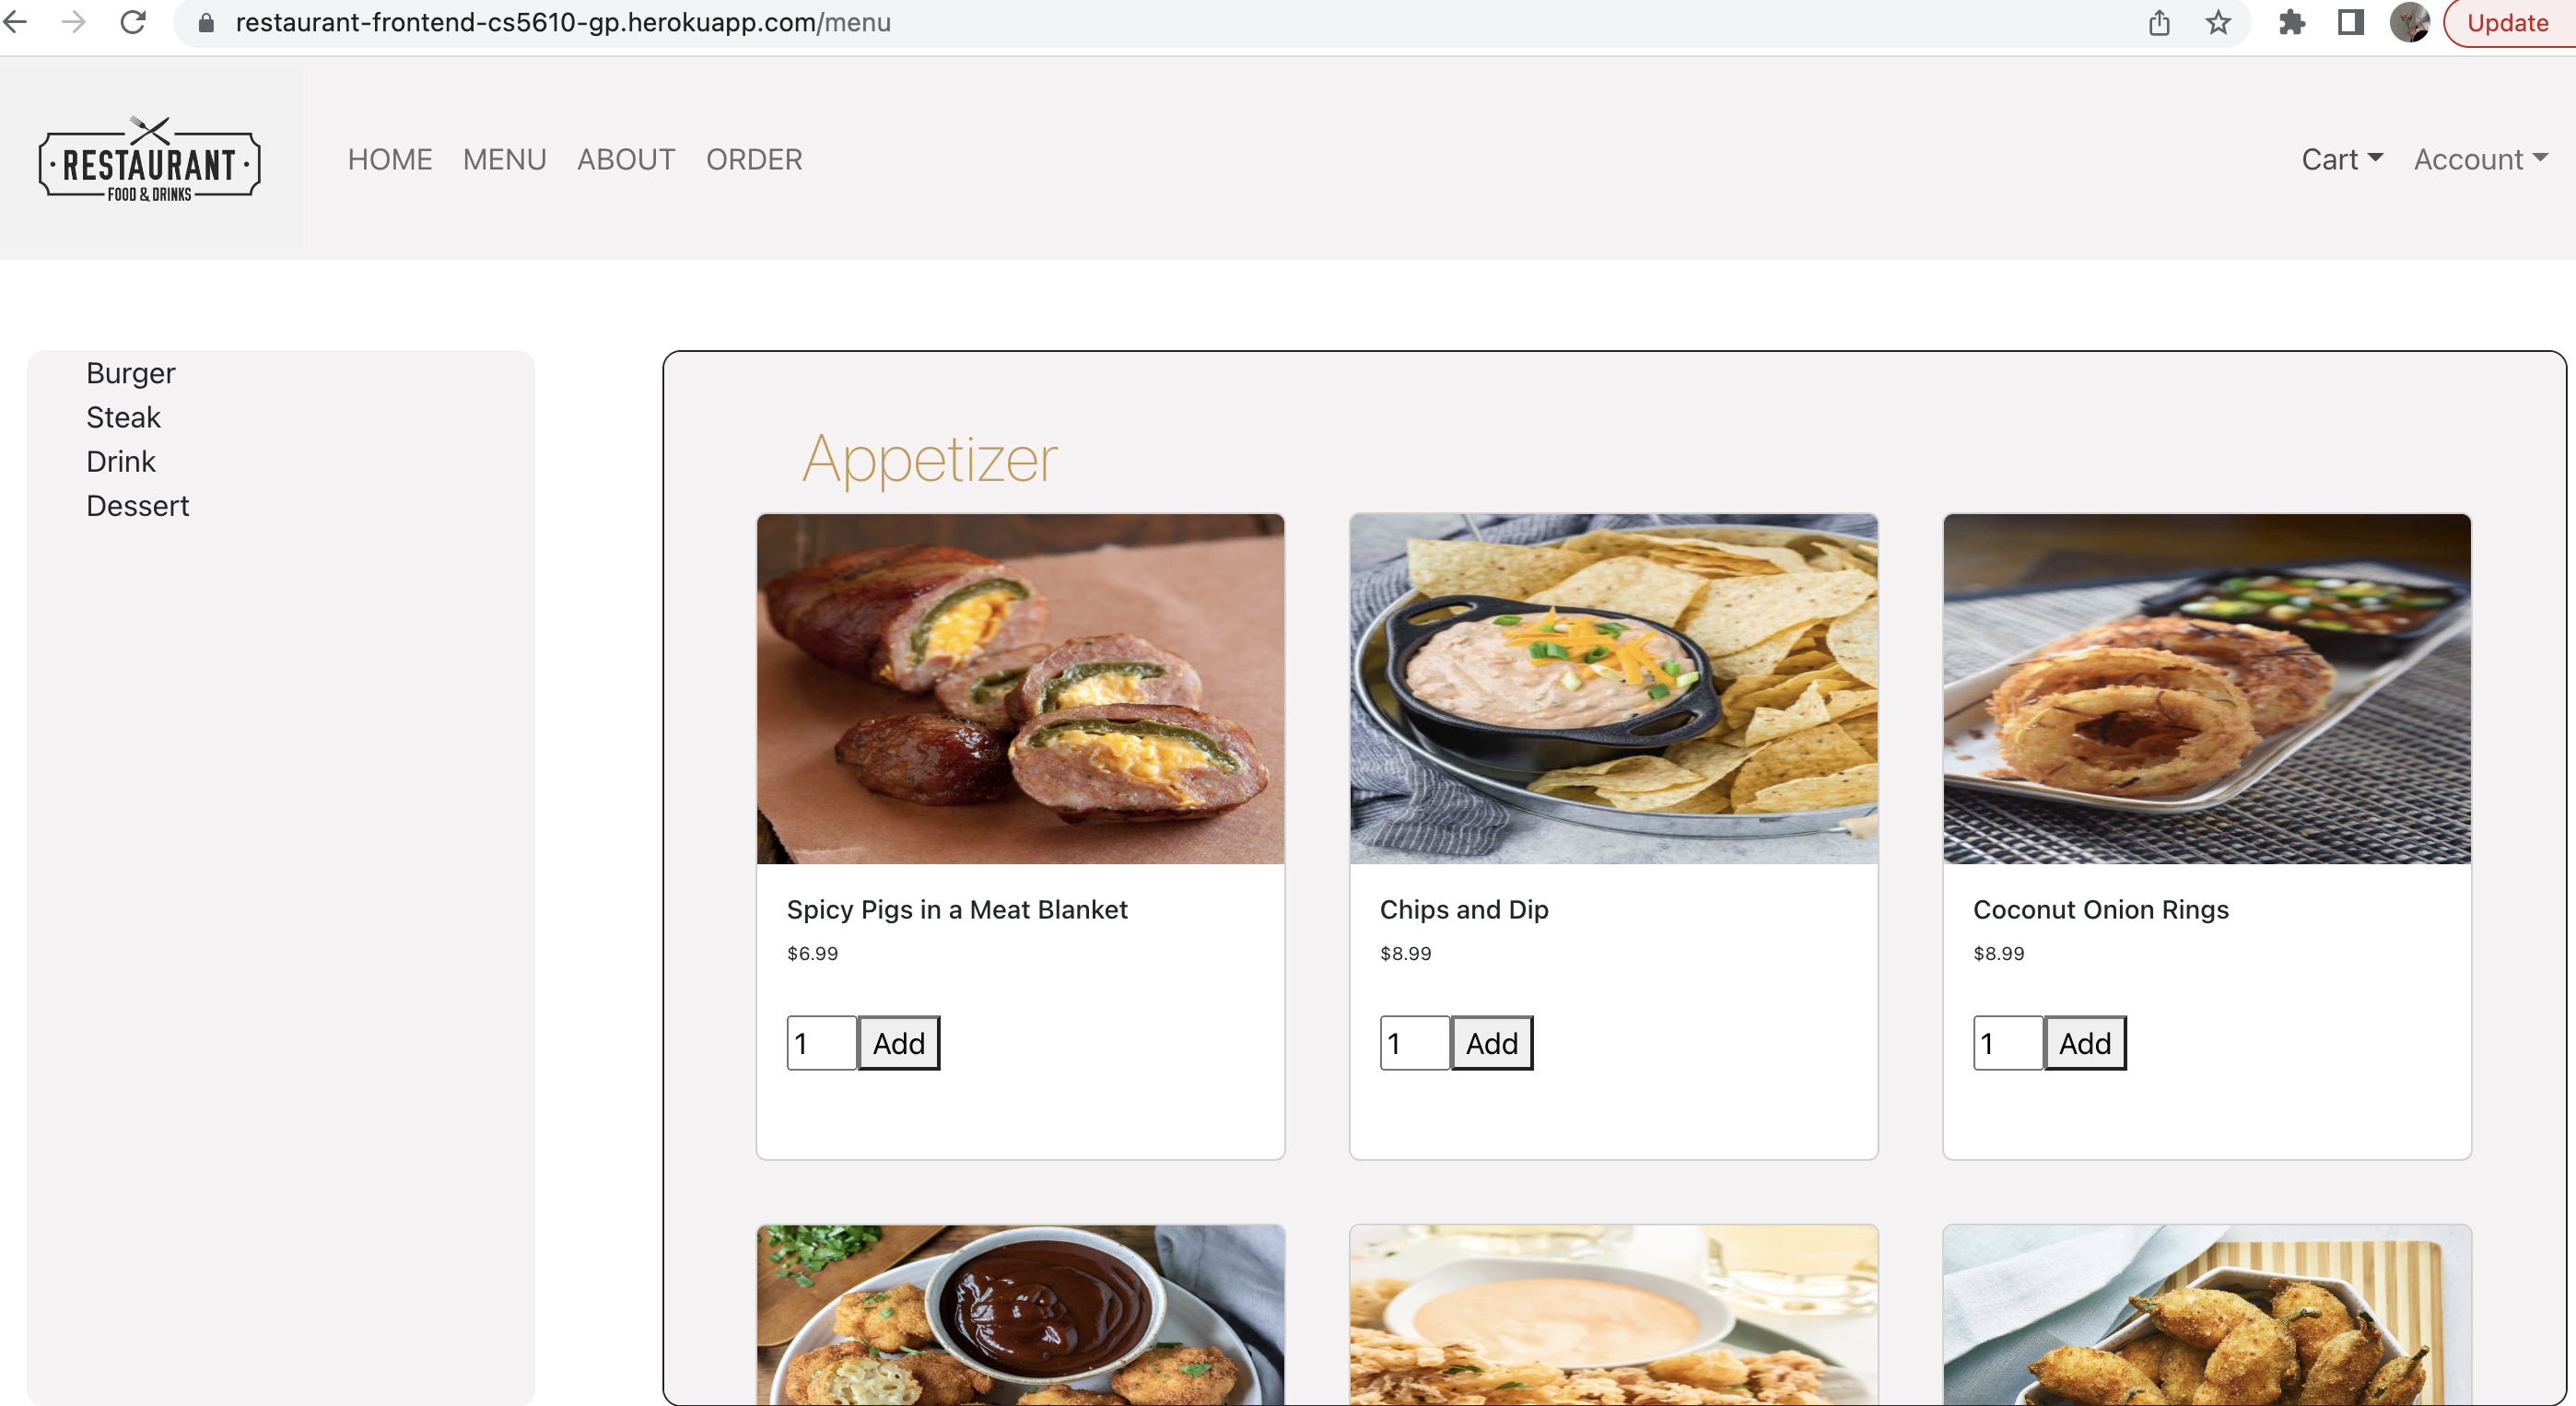 restaurant-frontend-cs5610-gp.herokuapp.com/menu
Update
RESTAURANT
FOOD & DRINKS
HOME MENU ABOUT ORDER
Cart Account
Burger
Steak
Drink
Dessert
Appetizer
Spicy Pigs in a Meat Blanket
$6.99
1 Add
Chips and Dip
$8.99
1 Add
Coconut Onion Rings
$8.99
1 Add